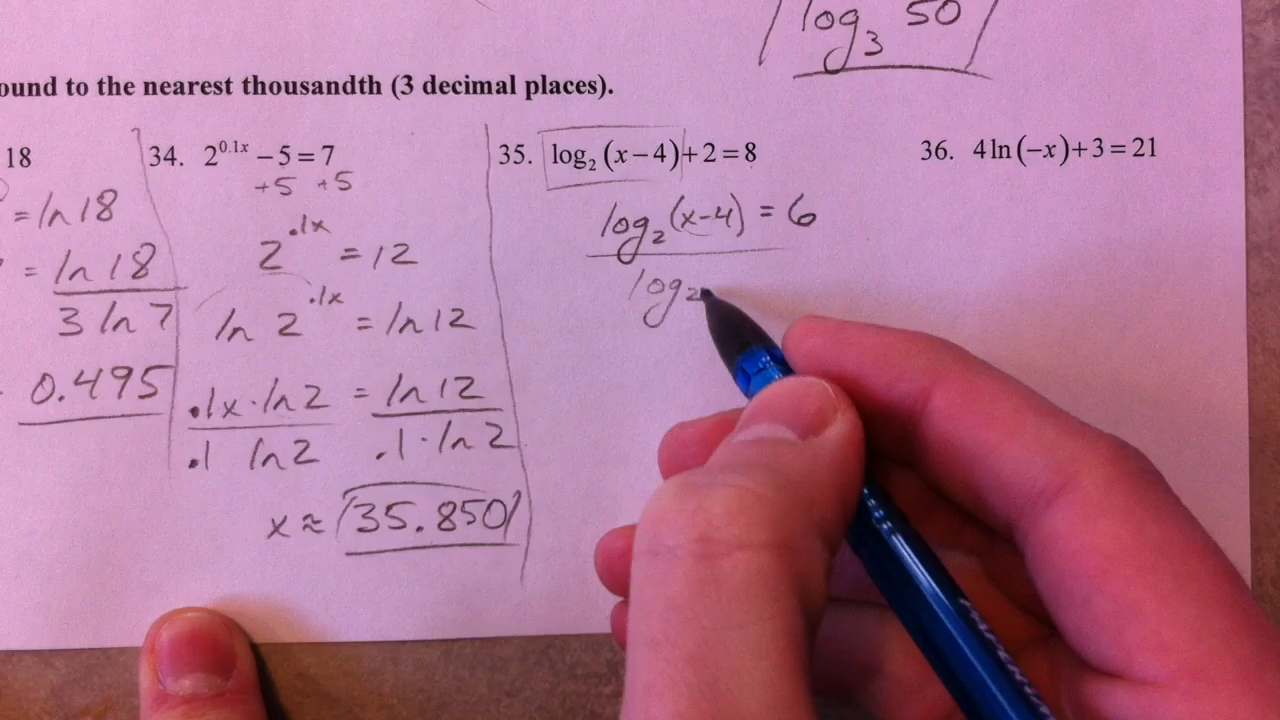 log₃ 50
ound to the nearest thousandth (3 decimal places).
18
= ln 18
= ln 18
3 ln 7
0.495
34. 2^0.1x − 5 = 7
+5 +5
2^.1x = 12
ln 2^.1x = ln 12
.1x · ln 2 = ln 12
.1 ln 2 .1 · ln 2
x ≈ 35.850
35. log₂ (x − 4) + 2 = 8
log₂ (x-4) = 6
log₂
36. 4 ln (−x) + 3 = 21